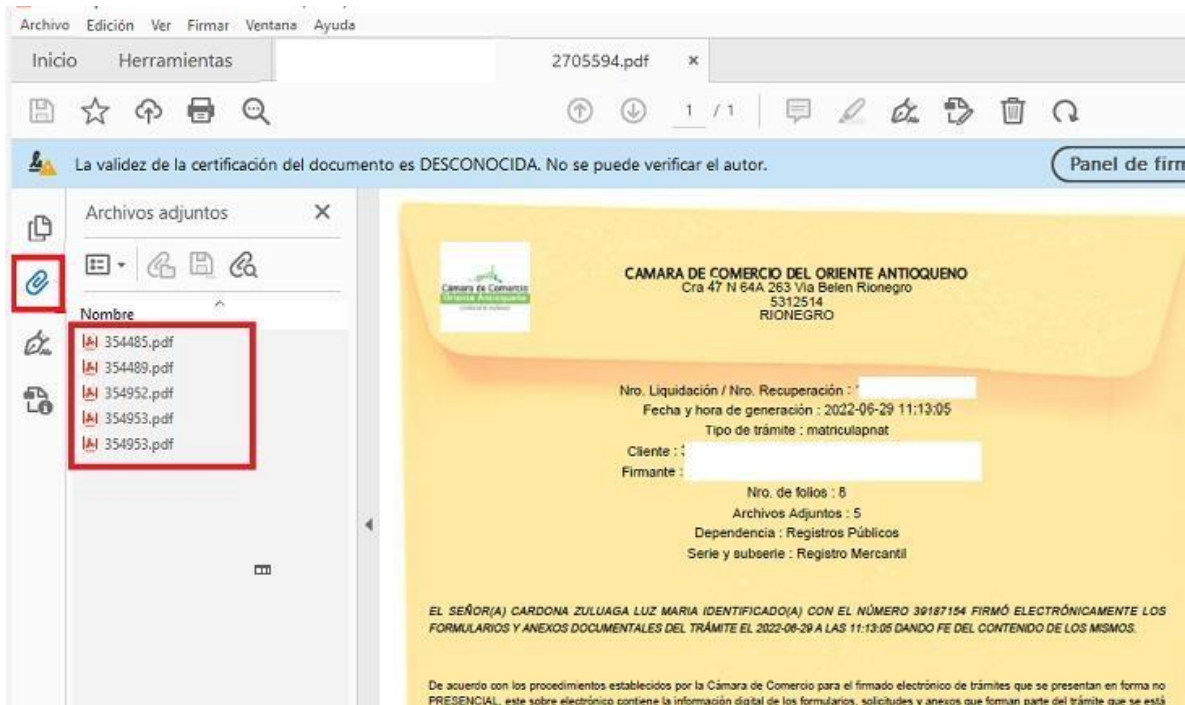 Archivo Edición Ver Firmar Ventana Ayuda
Inicio Herramientas 2705594.pdf ×
1 / 1
La validez de la certificación del documento es DESCONOCIDA. No se puede verificar el autor. Panel de firm
Archivos adjuntos ×
Nombre
354485.pdf
354489.pdf
354952.pdf
354953.pdf
354953.pdf
Cámara de Comercio
Oriente Antioqueño
CAMARA DE COMERCIO DEL ORIENTE ANTIOQUENO
Cra 47 N 64A 263 Via Belen Rionegro
5312514
RIONEGRO
Nro. Liquidación / Nro. Recuperación :
Fecha y hora de generación : 2022-06-29 11:13:05
Tipo de trámite : matriculapnat
Cliente :
Firmante :
Nro. de folios : 8
Archivos Adjuntos : 5
Dependencia : Registros Públicos
Serie y subserie : Registro Mercantil
EL SEÑOR(A) CARDONA ZULUAGA LUZ MARIA IDENTIFICADO(A) CON EL NÚMERO 39187154 FIRMÓ ELECTRÓNICAMENTE LOS
FORMULARIOS Y ANEXOS DOCUMENTALES DEL TRÁMITE EL 2022-06-29 A LAS 11:13:05 DANDO FE DEL CONTENIDO DE LOS MISMOS.
De acuerdo con los procedimientos establecidos por la Cámara de Comercio para el firmado electrónico de trámites que se presentan en forma no
PRESENCIAL, este sobre electrónico contiene la información digital de los formularios, solicitudes y anexos que forman parte del trámite que se está